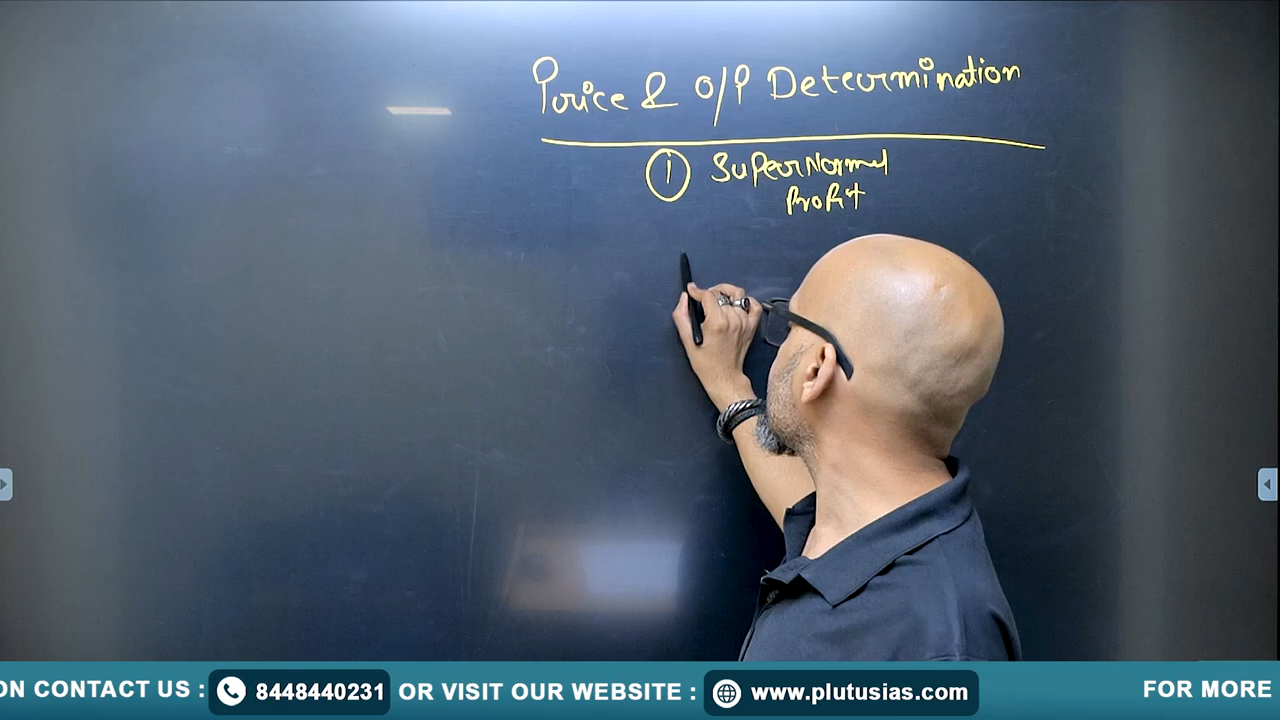 Price & O/P Determination
① SuperNormal
Profit
ON CONTACT US : 8448440231 OR VISIT OUR WEBSITE : www.plutusias.com FOR MORE